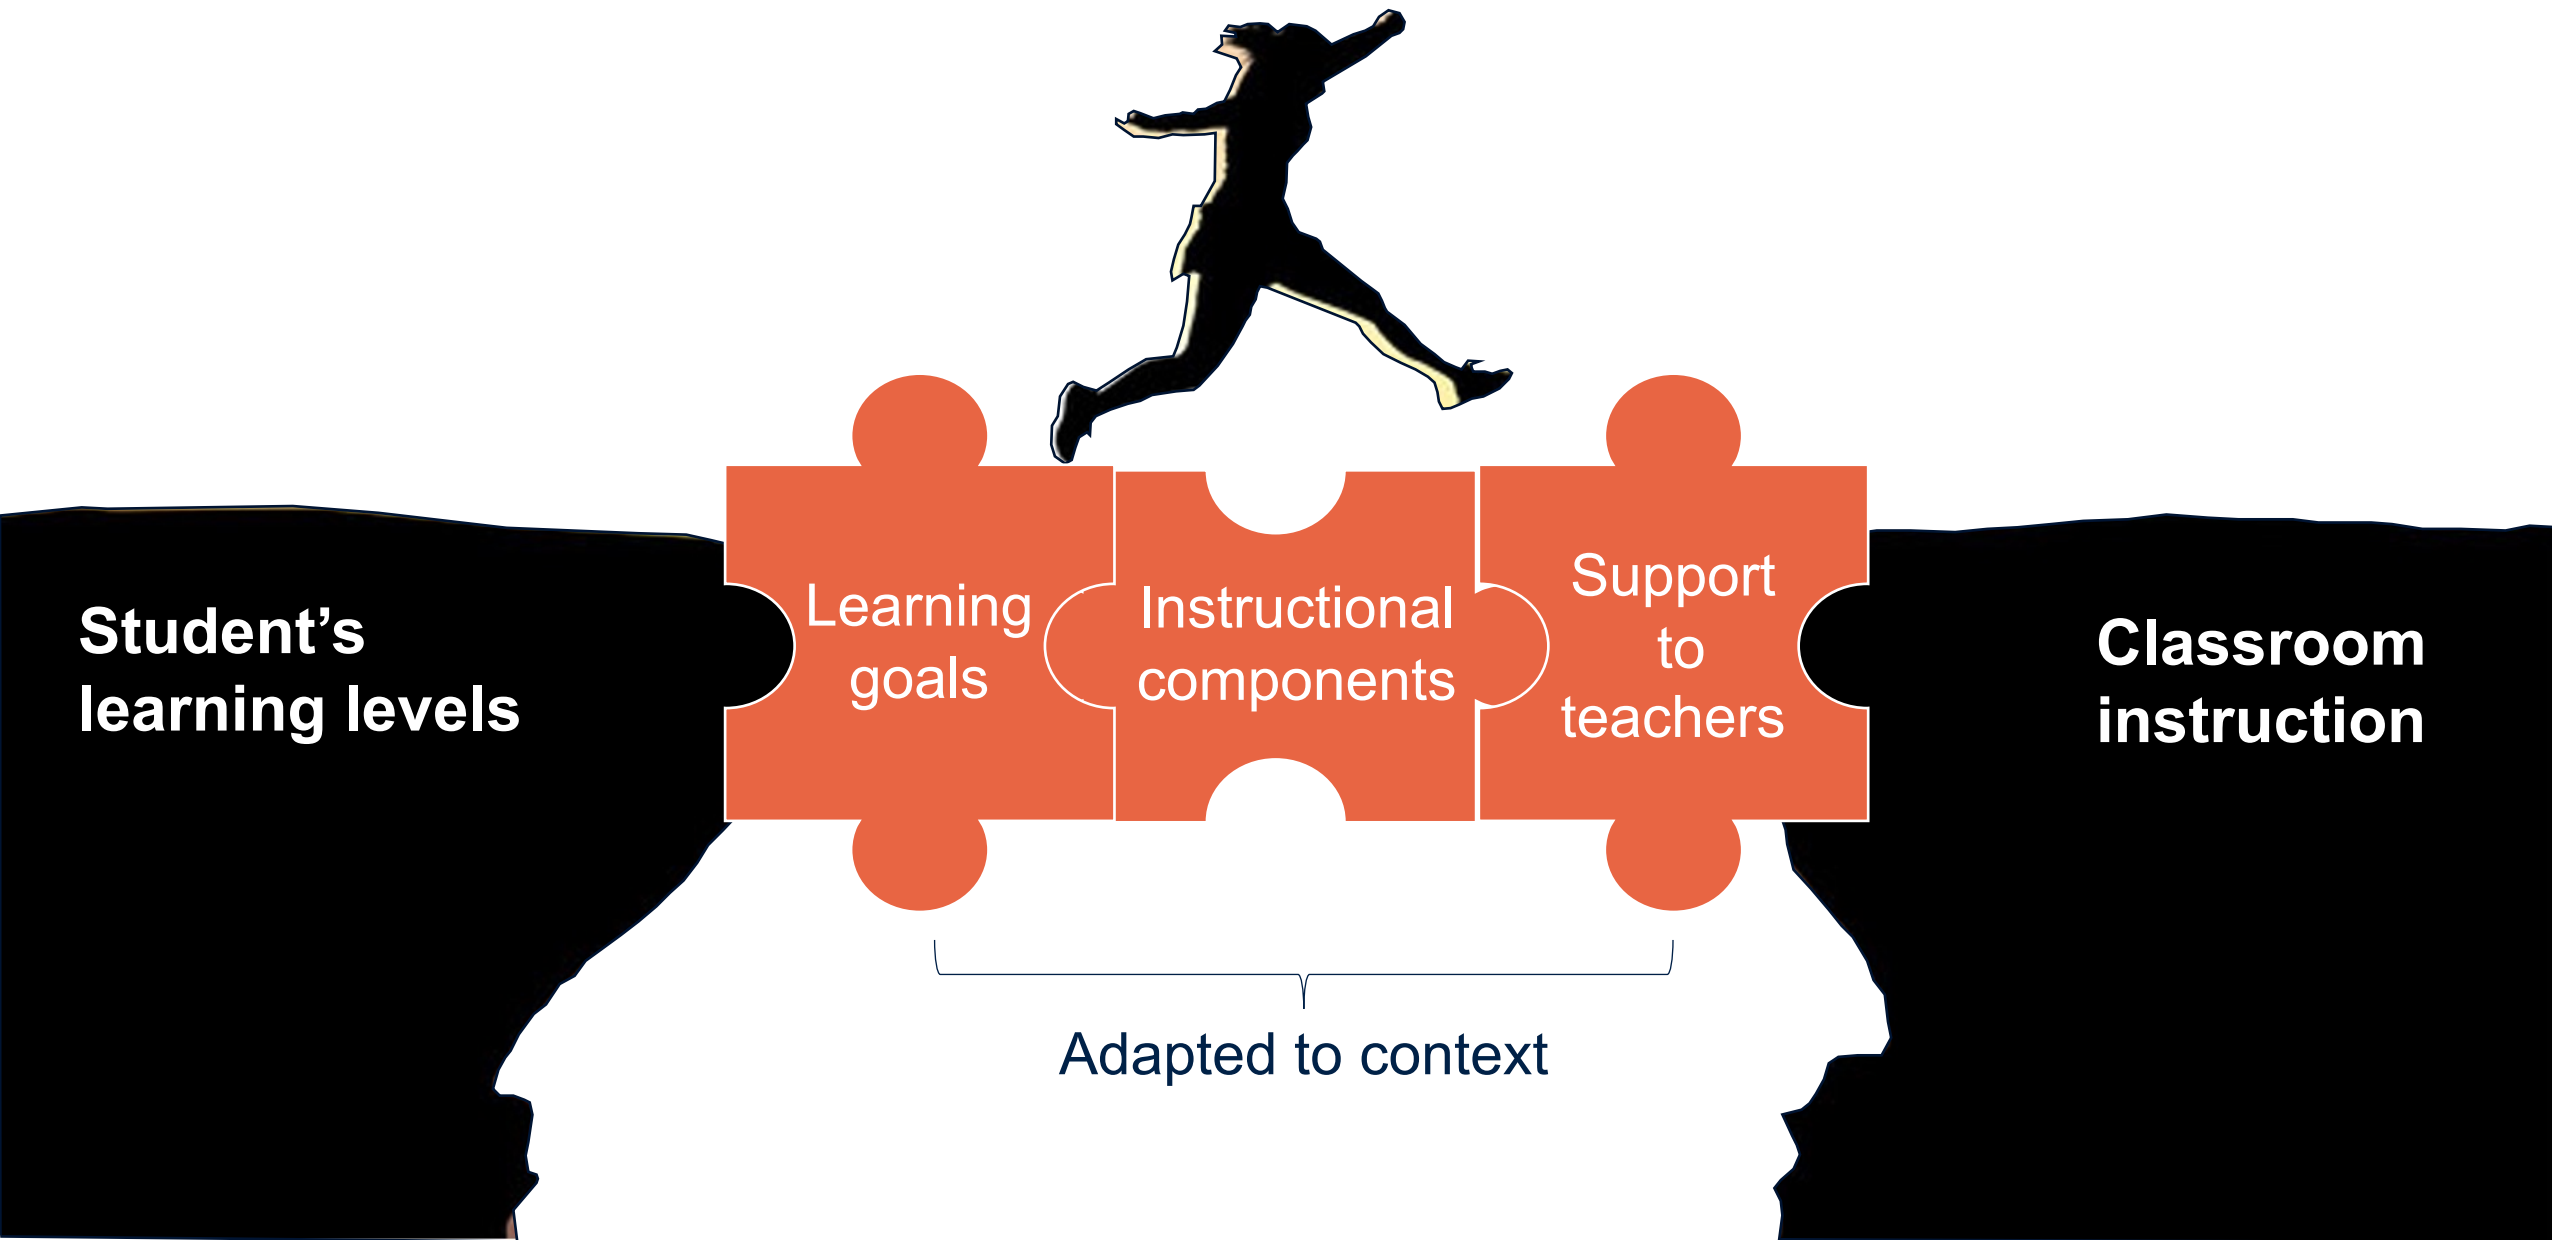 Student’s
learning levels
Learning
goals
Instructional
components
Support
to
teachers
Classroom
instruction
Adapted to context